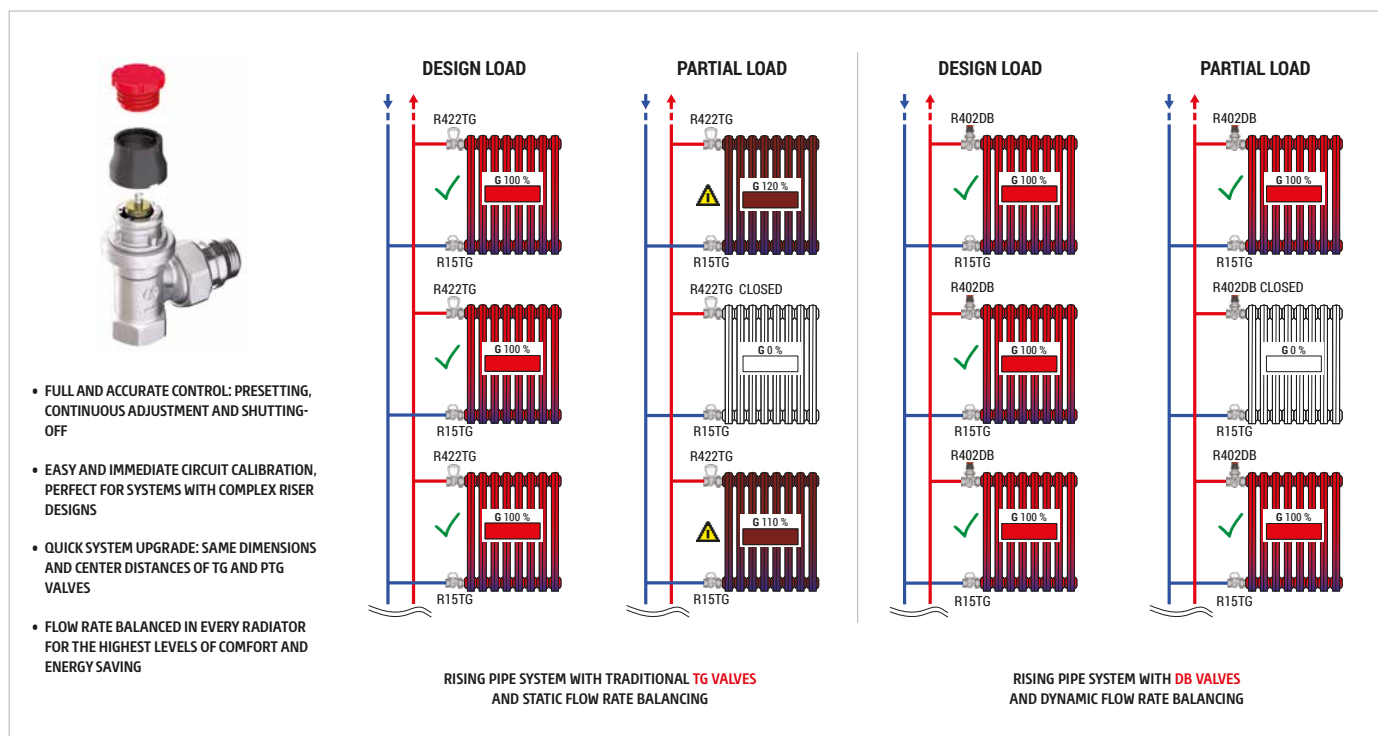 • FULL AND ACCURATE CONTROL: PRESETTING,
CONTINUOUS ADJUSTMENT AND SHUTTING-
OFF
• EASY AND IMMEDIATE CIRCUIT CALIBRATION,
PERFECT FOR SYSTEMS WITH COMPLEX RISER
DESIGNS
• QUICK SYSTEM UPGRADE: SAME DIMENSIONS
AND CENTER DISTANCES OF TG AND PTG
VALVES
• FLOW RATE BALANCED IN EVERY RADIATOR
FOR THE HIGHEST LEVELS OF COMFORT AND
ENERGY SAVING
DESIGN LOAD
R422TG
G 100 %
R15TG
R422TG
G 100 %
R15TG
R422TG
G 100 %
R15TG
PARTIAL LOAD
R422TG
G 120 %
R15TG
R422TG CLOSED
G 0 %
R15TG
R422TG
G 110 %
R15TG
RISING PIPE SYSTEM WITH TRADITIONAL TG VALVES
AND STATIC FLOW RATE BALANCING
DESIGN LOAD
R402DB
G 100 %
R15TG
R402DB
G 100 %
R15TG
R402DB
G 100 %
R15TG
PARTIAL LOAD
R402DB
G 100 %
R15TG
R402DB CLOSED
G 0 %
R15TG
R402DB
G 100 %
R15TG
RISING PIPE SYSTEM WITH DB VALVES
AND DYNAMIC FLOW RATE BALANCING